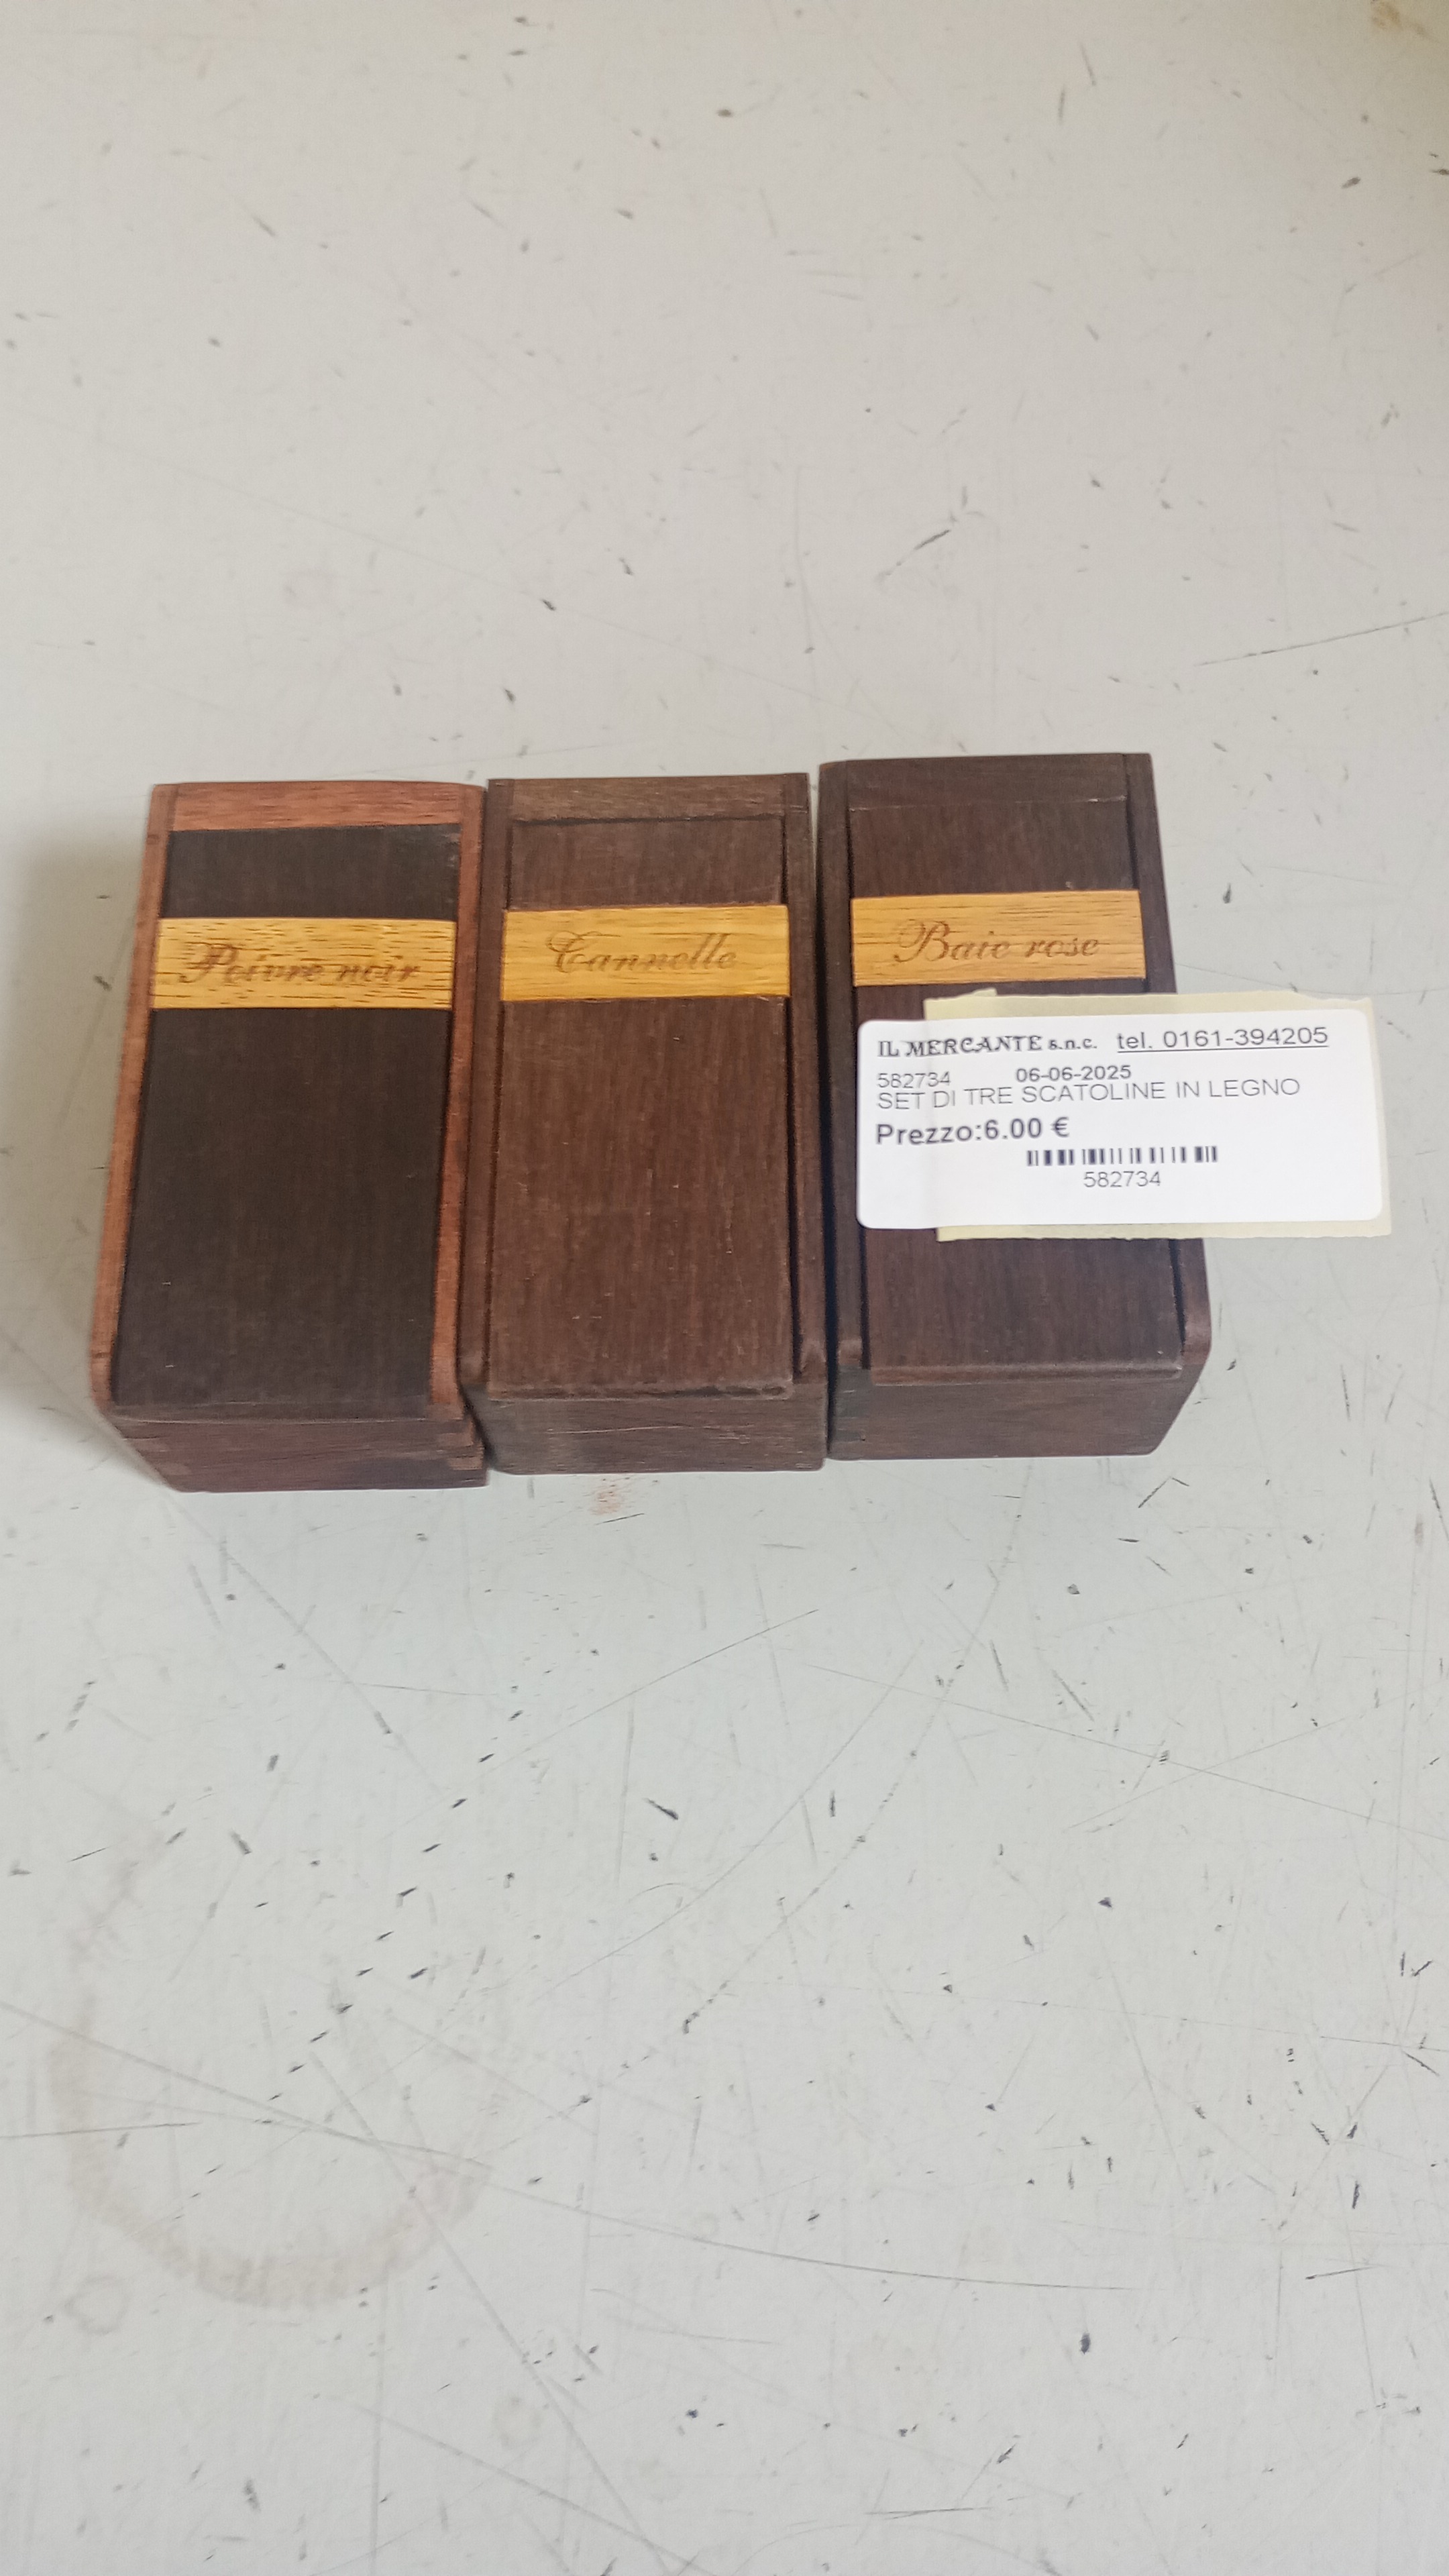 Poivre noir
Cannelle
Baie rose
IL MERCANTE s.n.c. tel. 0161-394205
582734 06-06-2025
SET DI TRE SCATOLINE IN LEGNO
Prezzo:6.00 €
582734